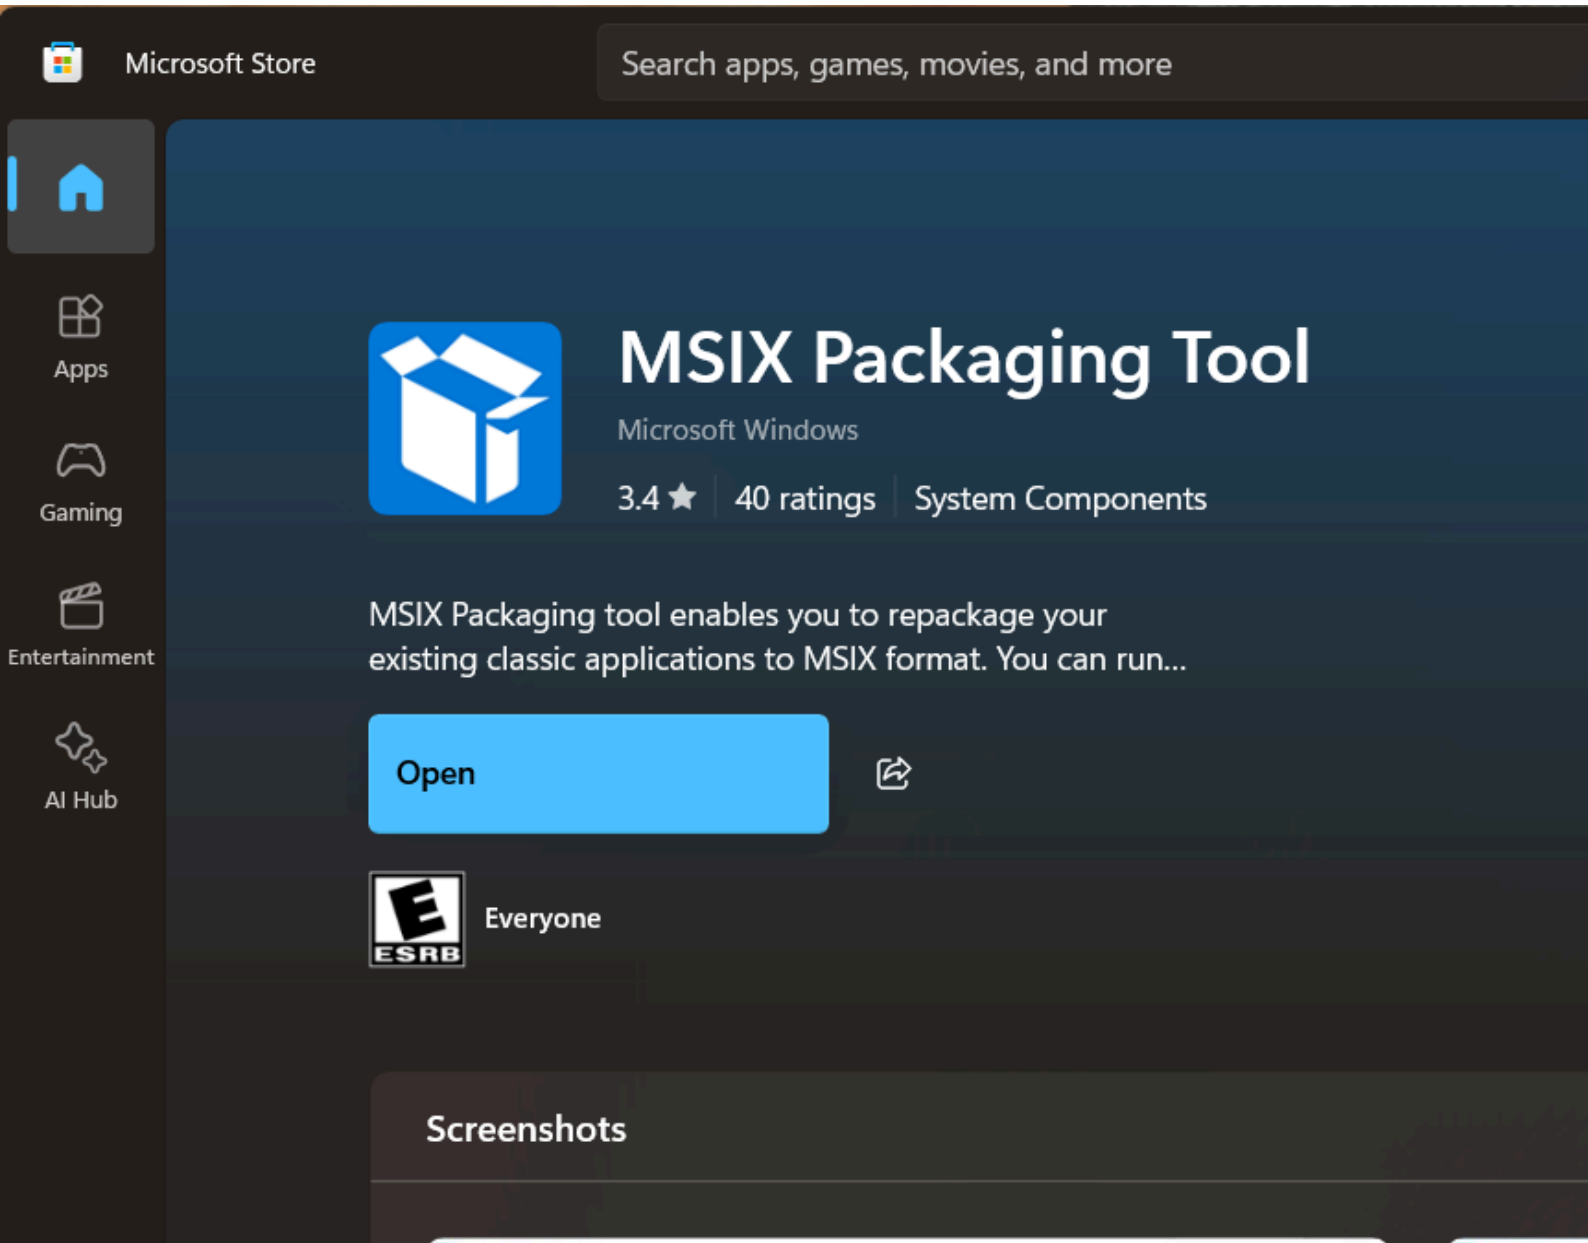 Microsoft Store
Search apps, games, movies, and more
Apps
Gaming
Entertainment
AI Hub
MSIX Packaging Tool
Microsoft Windows
3.4 ★ 40 ratings System Components
MSIX Packaging tool enables you to repackage your
existing classic applications to MSIX format. You can run...
Open
E
ESRB
Everyone
Screenshots